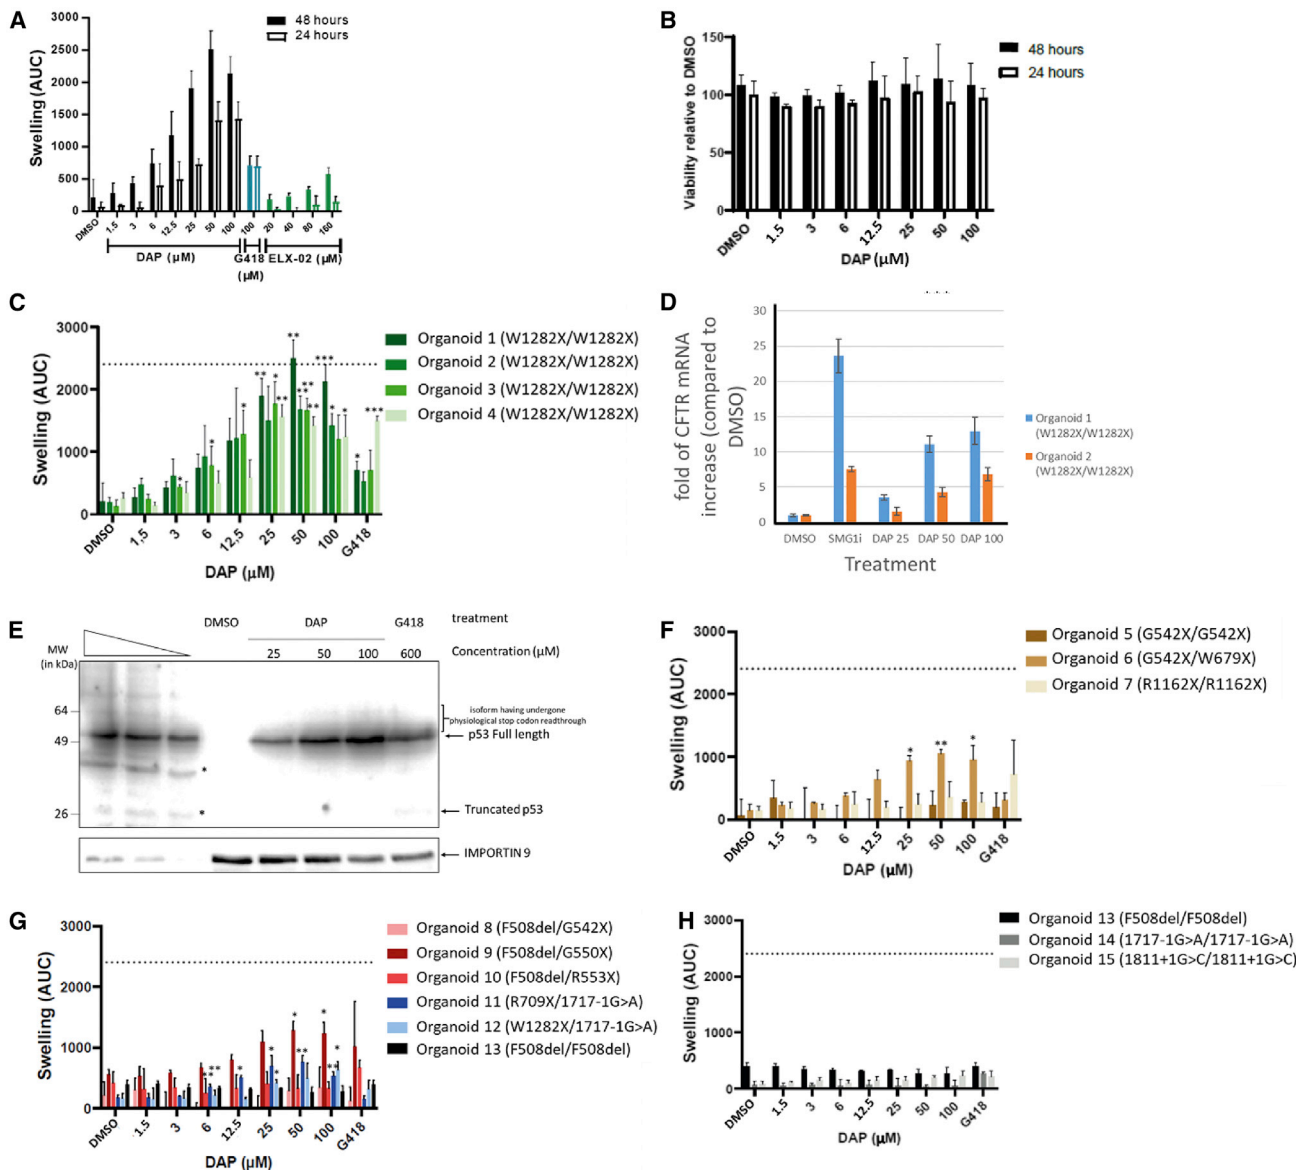 A
3000
2500
2000
1500
1000
500
0
Swelling (AUC)
48 hours
24 hours
DMSO 1.5 3 6 12.5 25 50 100 100 20 40 80 160
DAP (µM) G418 ELX-02 (µM)
(µM)
B
150
100
50
0
Viability relative to DMSO
48 hours
24 hours
DMSO 1.5 3 6 12.5 25 50 100
DAP (µM)
C
3000
2000
1000
0
Swelling (AUC)
** *** ** * ** ** ** ** * * * * * * * ***
Organoid 1 (W1282X/W1282X)
Organoid 2 (W1282X/W1282X)
Organoid 3 (W1282X/W1282X)
Organoid 4 (W1282X/W1282X)
DMSO 1,5 3 6 12,5 25 50 100 G418
DAP (µM)
D
30
25
20
15
10
5
0
fold of CFTR mRNA
increase (compared to
DMSO)
Organoid 1
(W1282X/W1282X)
Organoid 2
(W1282X/W1282X)
DMSO SMG1i DAP 25 DAP 50 DAP 100
Treatment
E
DMSO DAP G418 treatment
25 50 100 600 Concentration (µM)
MW
(in kDa)
64
49
26
isoform having undergone
physiological stop codon readthrough
p53 Full length
*
*
Truncated p53
IMPORTIN 9
F
3000
2000
1000
0
Swelling (AUC)
* ** *
Organoid 5 (G542X/G542X)
Organoid 6 (G542X/W679X)
Organoid 7 (R1162X/R1162X)
DMSO 1.5 3 6 12.5 25 50 100 G418
DAP (µM)
G
3000
2000
1000
0
Swelling (AUC)
Organoid 8 (F508del/G542X)
Organoid 9 (F508del/G550X)
Organoid 10 (F508del/R553X)
Organoid 11 (R709X/1717-1G>A)
Organoid 12 (W1282X/1717-1G>A)
Organoid 13 (F508del/F508del)
DMSO 1.5 3 6 12.5 25 50 100 G418
DAP (µM)
H
3000
2000
1000
0
Swelling (AUC)
Organoid 13 (F508del/F508del)
Organoid 14 (1717-1G>A/1717-1G>A)
Organoid 15 (1811+1G>C/1811+1G>C)
DMSO 1.5 3 6 12.5 25 50 100 G418
DAP (µM)